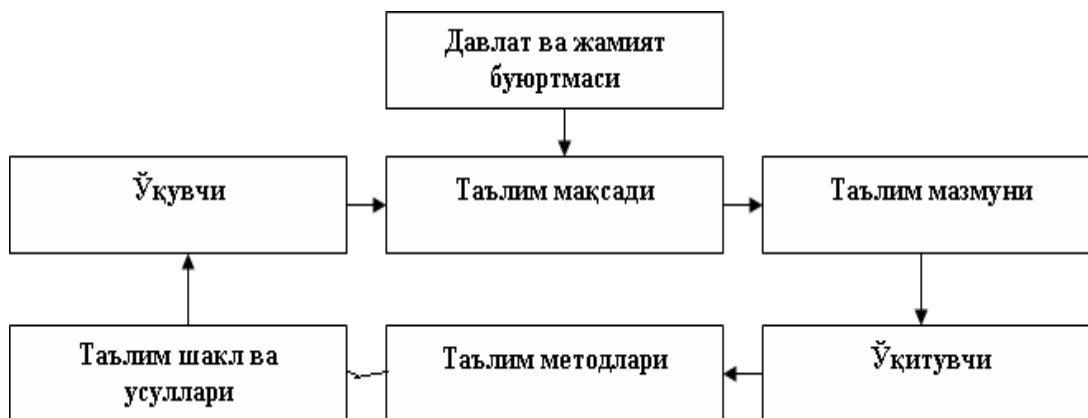 Давлат ва жамият
буюртмаси
Ўқувчи
Таълим мақсади
Таълим мазмуни
Таълим шакл ва
усуллари
Таълим методлари
Ўқитувчи